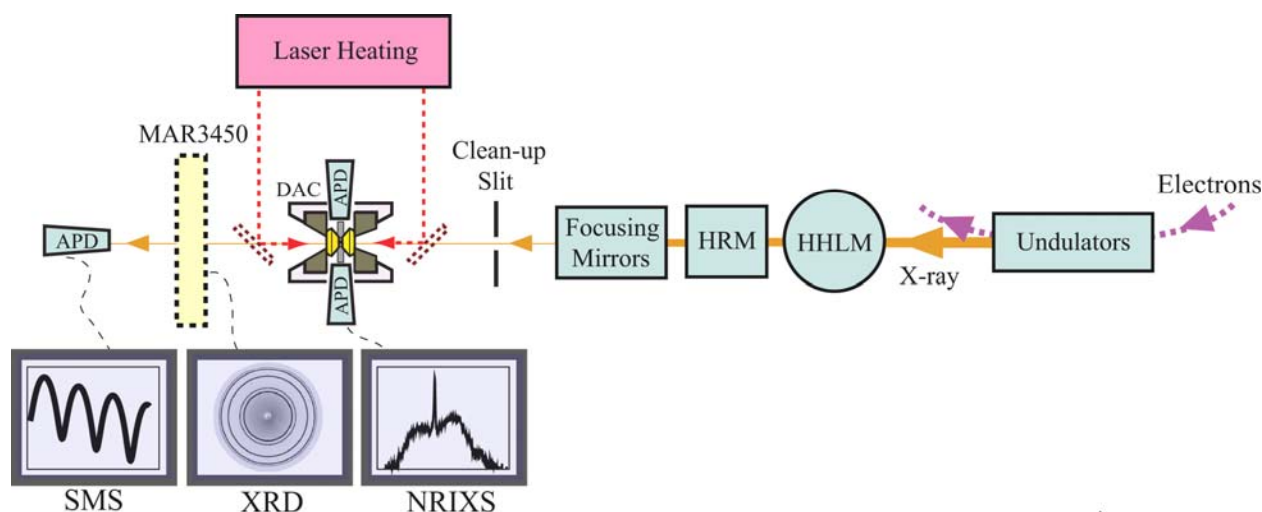 Laser Heating
MAR3450
Clean-up
Slit
DAC
APD
Electrons
APD
Focusing
Mirrors
HRM
HHLM
Undulators
X-ray
APD
SMS
XRD
NRIXS